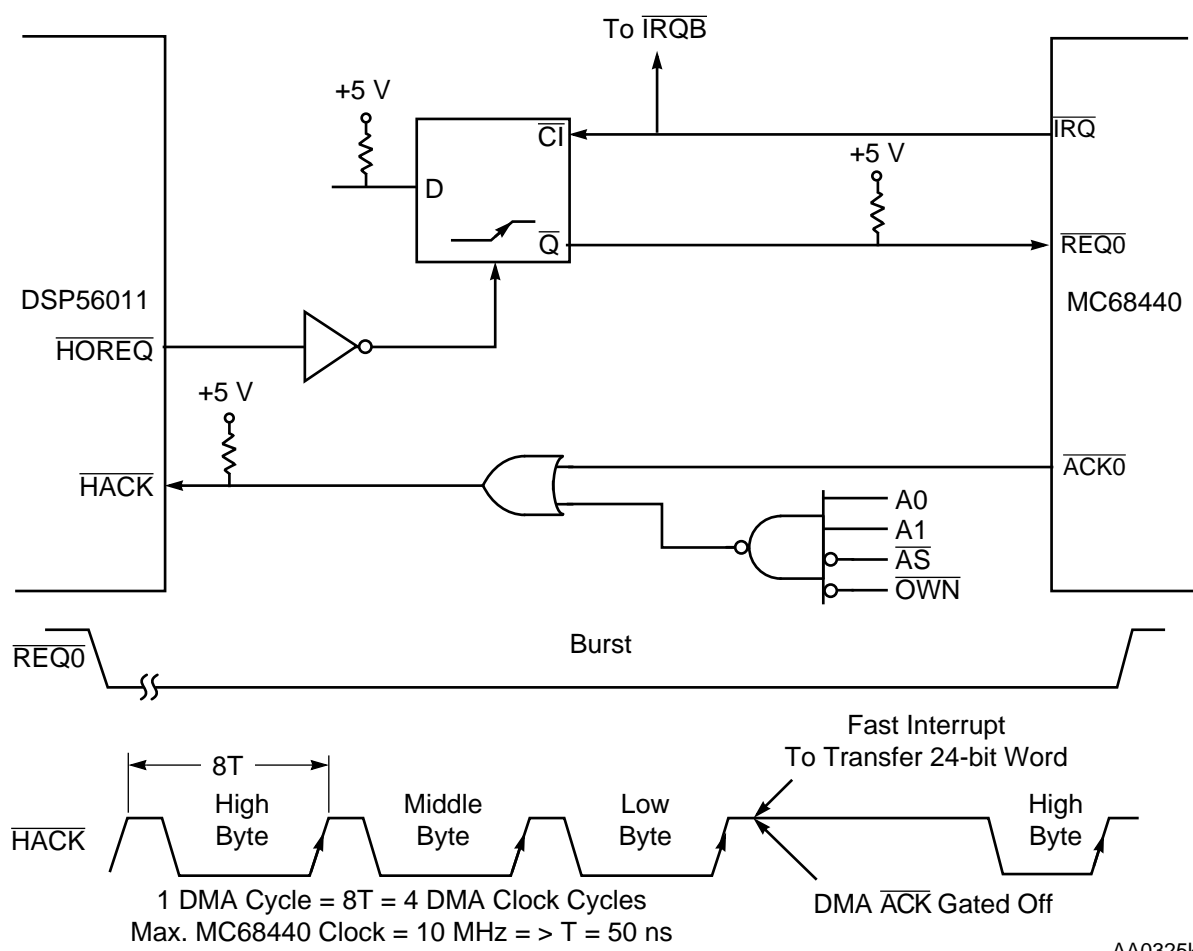 To IRQB
+5 V
CI
IRQ
+5 V
D
Q
REQ0
DSP56011
MC68440
HOREQ
+5 V
HACK
ACK0
A0
A1
AS
OWN
REQ0
Burst
Fast Interrupt
To Transfer 24-bit Word
8T
HACK
High
Byte
Middle
Byte
Low
Byte
High
Byte
1 DMA Cycle = 8T = 4 DMA Clock Cycles
DMA ACK Gated Off
Max. MC68440 Clock = 10 MHz = > T = 50 ns